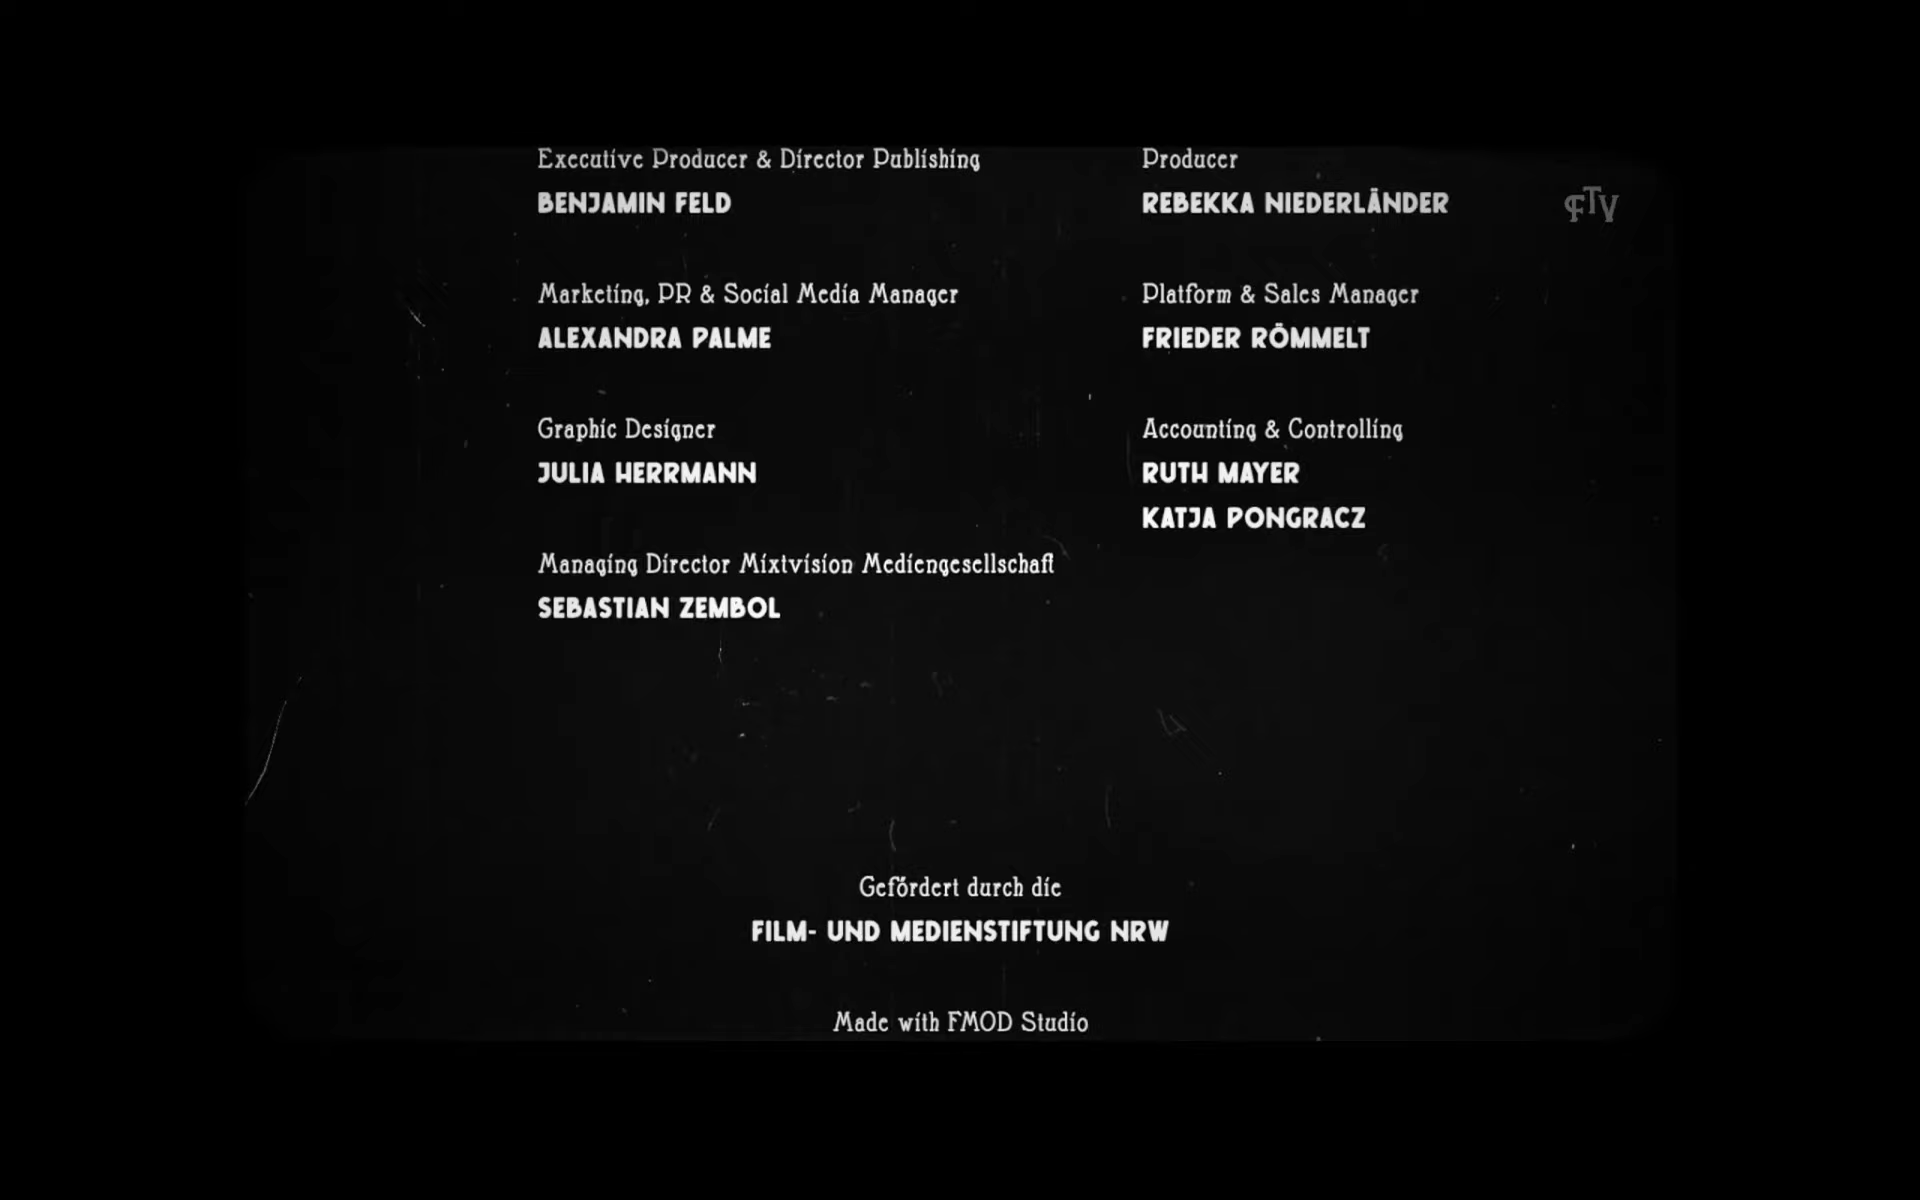 Executive Producer & Director Publishing
BENJAMIN FELD
Producer
REBEKKA NIEDERLÄNDER
FTV
Marketing, PR & Social Media Manager
ALEXANDRA PALME
Platform & Sales Manager
FRIEDER RÖMMELT
Graphic Designer
JULIA HERRMANN
Accounting & Controlling
RUTH MAYER
KATJA PONGRACZ
Managing Director Mixtvision Mediengesellschaft
SEBASTIAN ZEMBOL
Gefördert durch die
FILM- UND MEDIENSTIFTUNG NRW
Made with FMOD Studio